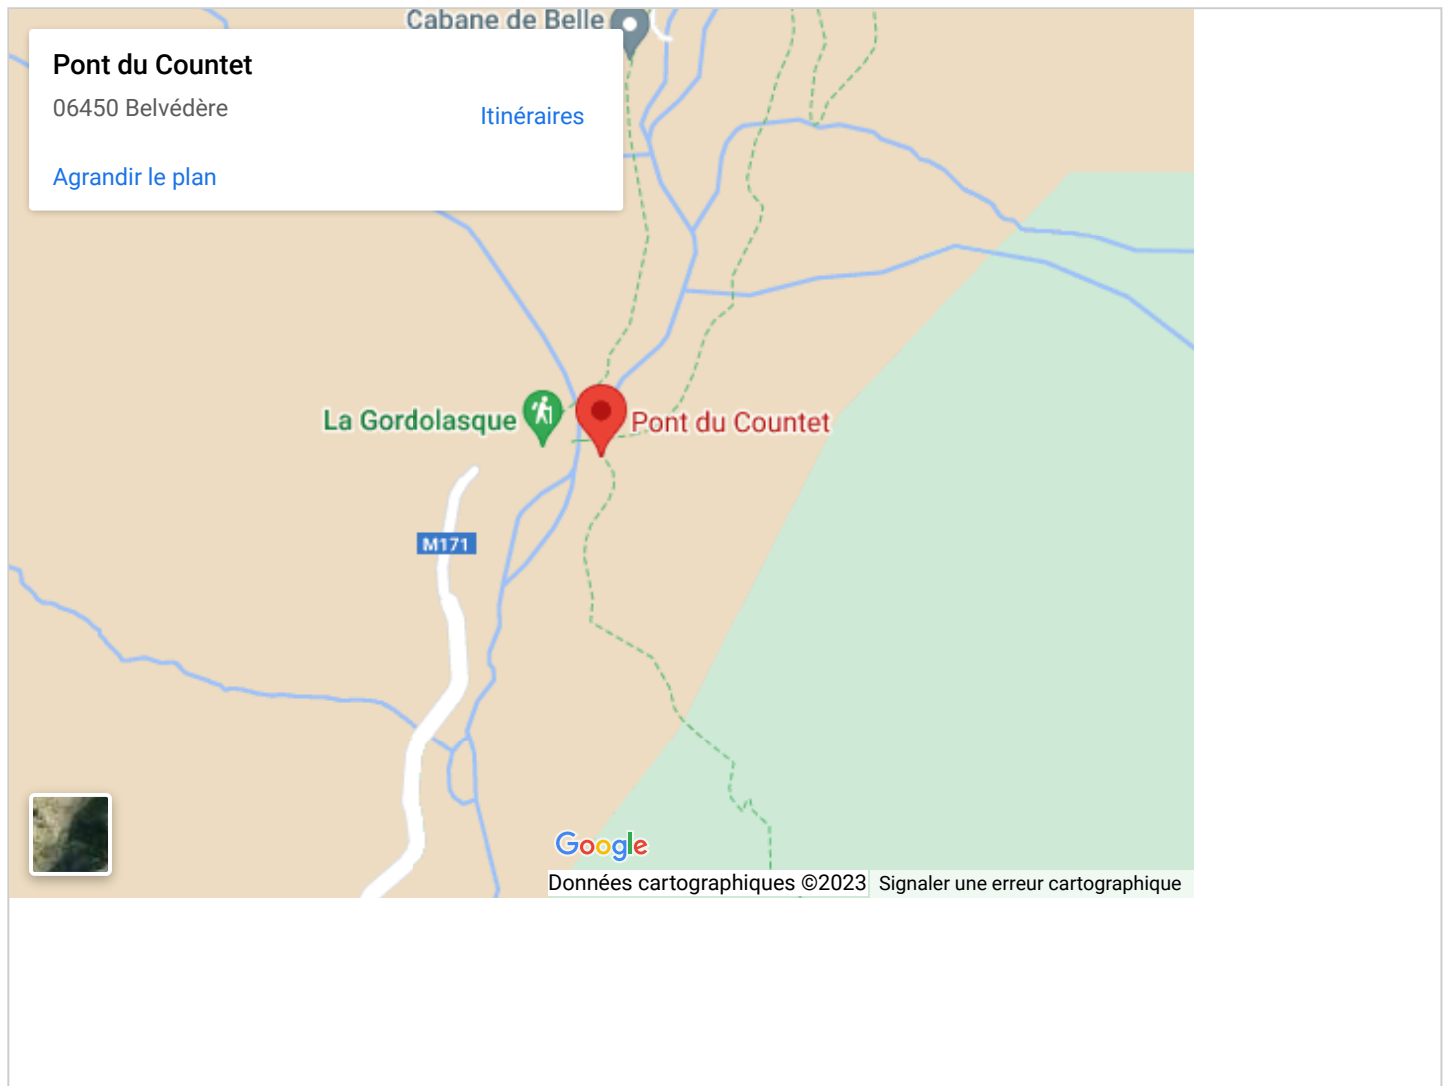 Cabane de Belle
Pont du Countet
06450 Belvédère
Itinéraires
Agrandir le plan
La Gordolasque
Pont du Countet
M171
Google
Données cartographiques ©2023
Signaler une erreur cartographique